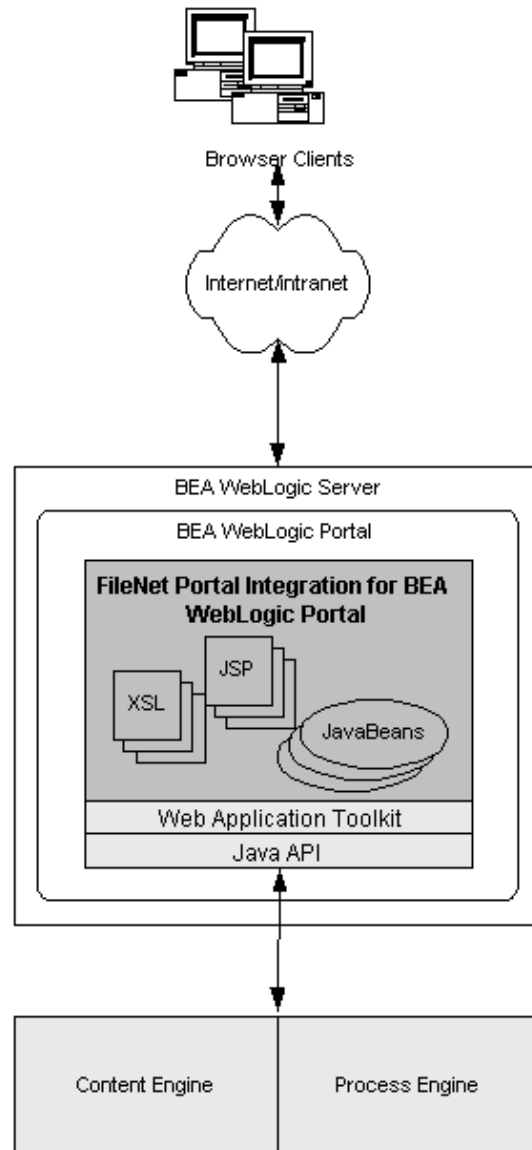 Browser Clients
Internet/intranet
BEA WebLogic Server
BEA WebLogic Portal
FileNet Portal Integration for BEA
WebLogic Portal
JSP
XSL
JavaBeans
Web Application Toolkit
Java API
Content Engine
Process Engine